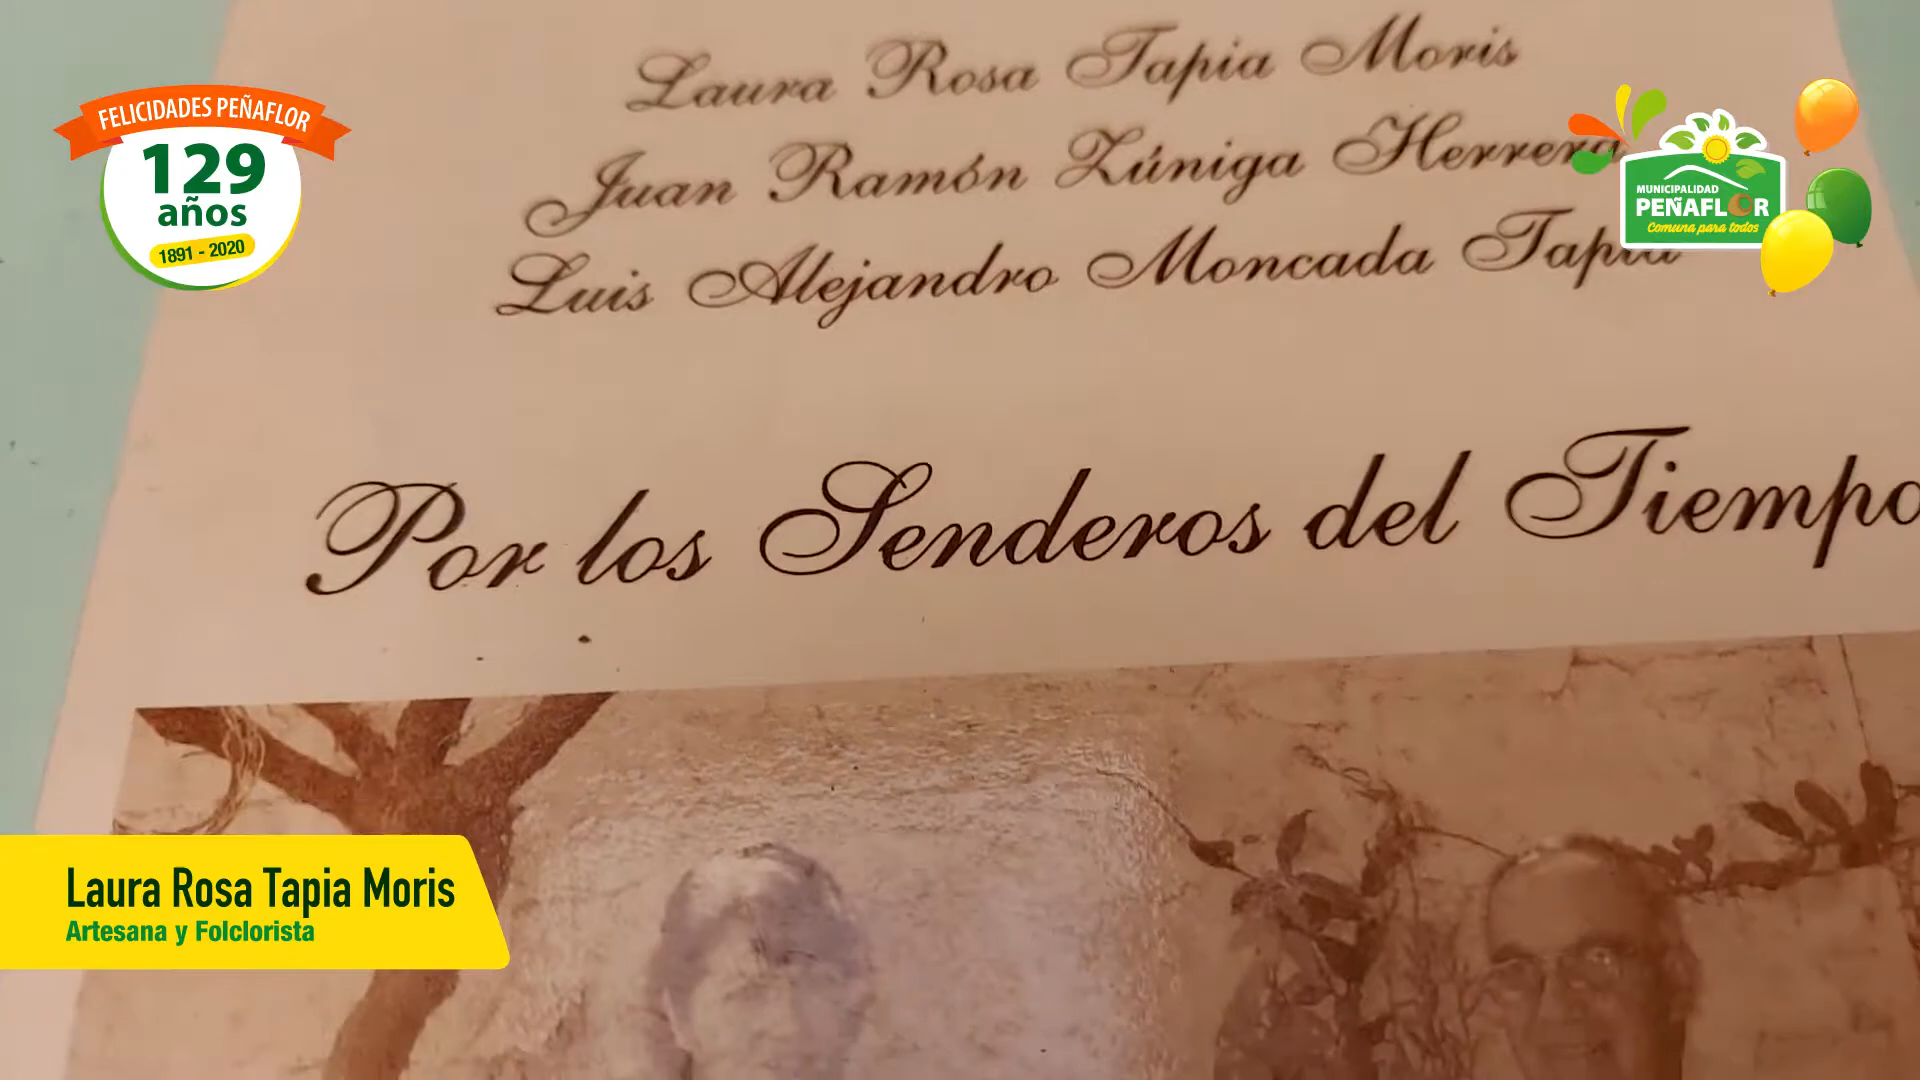 Laura Rosa Tapia Moris
Juan Ramón Zúniga Herrera
Luis Alejandro Moncada Tapia
Por los Senderos del Tiempo
FELICIDADES PEÑAFLOR
129
años
1891 - 2020
MUNICIPALIDAD
PEÑAFLOR
Comuna para todos
Laura Rosa Tapia Moris
Artesana y Folclorista